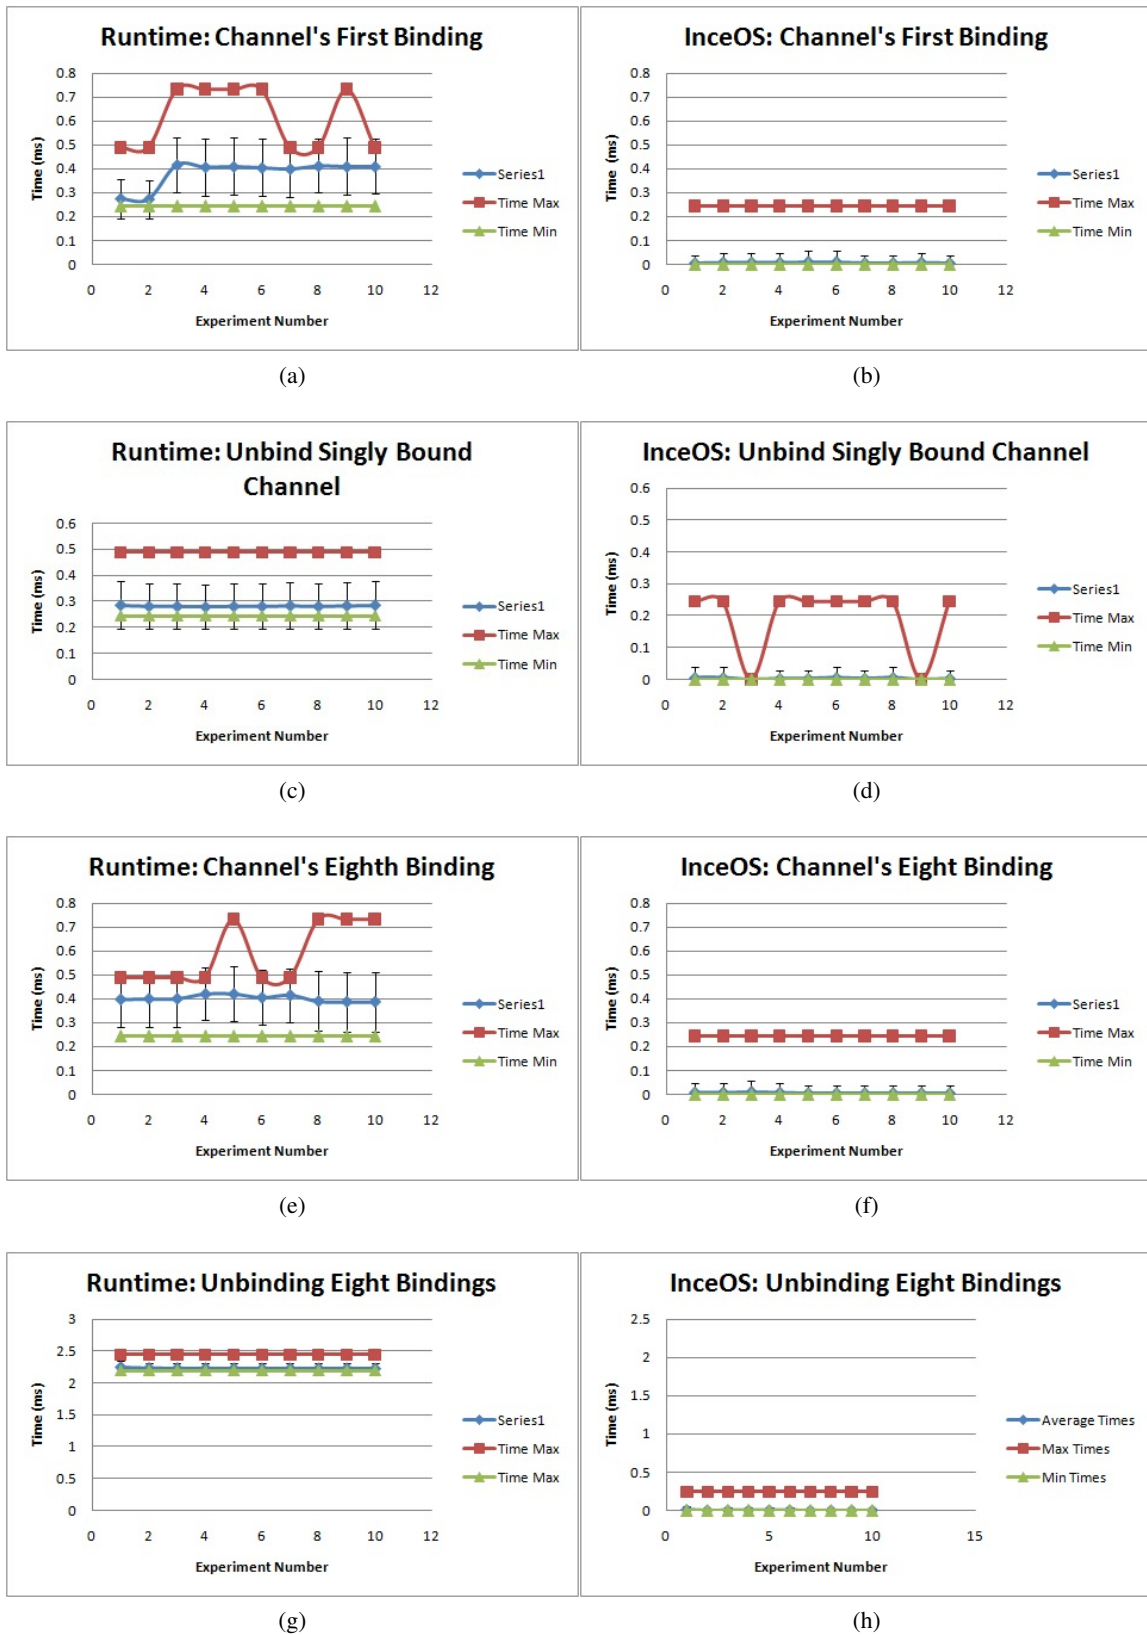 Runtime: Channel's First Binding
0.8
0.7
0.6
0.5
0.4
0.3
0.2
0.1
0
Time (ms)
0 2 4 6 8 10 12
Experiment Number
Series1
Time Max
Time Min
(a)
InceOS: Channel's First Binding
0.8
0.7
0.6
0.5
0.4
0.3
0.2
0.1
0
Time (ms)
0 2 4 6 8 10 12
Experiment Number
Series1
Time Max
Time Min
(b)
Runtime: Unbind Singly Bound
Channel
0.6
0.5
0.4
0.3
0.2
0.1
0
Time (ms)
0 2 4 6 8 10 12
Experiment Number
Series1
Time Max
Time Min
(c)
InceOS: Unbind Singly Bound Channel
0.6
0.5
0.4
0.3
0.2
0.1
0
Time (ms)
0 2 4 6 8 10 12
Experiment Number
Series1
Time Max
Time Min
(d)
Runtime: Channel's Eighth Binding
0.8
0.7
0.6
0.5
0.4
0.3
0.2
0.1
0
Time (ms)
0 2 4 6 8 10 12
Experiment Number
Series1
Time Max
Time Min
(e)
InceOS: Channel's Eight Binding
0.8
0.7
0.6
0.5
0.4
0.3
0.2
0.1
0
Time (ms)
0 2 4 6 8 10 12
Experiment Number
Series1
Time Max
Time Min
(f)
Runtime: Unbinding Eight Bindings
3
2.5
2
1.5
1
0.5
0
Time (ms)
0 2 4 6 8 10 12
Experiment Number
Series1
Time Max
Time Max
(g)
InceOS: Unbinding Eight Bindings
2.5
2
1.5
1
0.5
0
Time (ms)
0 5 10 15
Experiment Number
Average Times
Max Times
Min Times
(h)